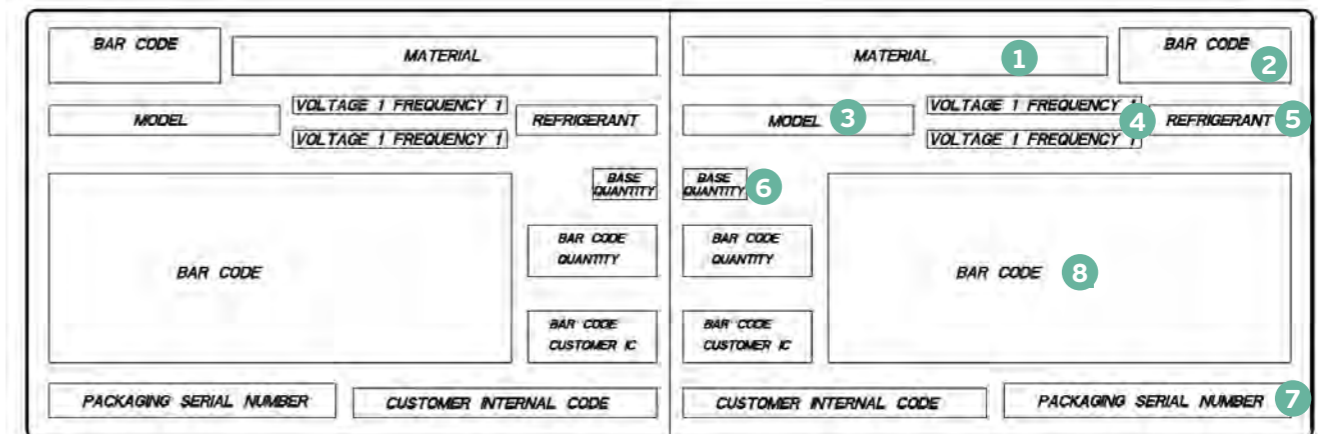 BAR CODE
MATERIAL
MODEL
VOLTAGE 1 FREQUENCY 1
VOLTAGE 1 FREQUENCY 1
REFRIGERANT
BASE
QUANTITY
BAR CODE
BAR CODE
QUANTITY
BAR CODE
CUSTOMER IC
PACKAGING SERIAL NUMBER
CUSTOMER INTERNAL CODE
MATERIAL 1
BAR CODE
2
MODEL 3
VOLTAGE 1 FREQUENCY 1
4
VOLTAGE 1 FREQUENCY 1
REFRIGERANT 5
BASE
QUANTITY 6
BAR CODE
QUANTITY
BAR CODE 8
BAR CODE
CUSTOMER IC
CUSTOMER INTERNAL CODE
PACKAGING SERIAL NUMBER 7